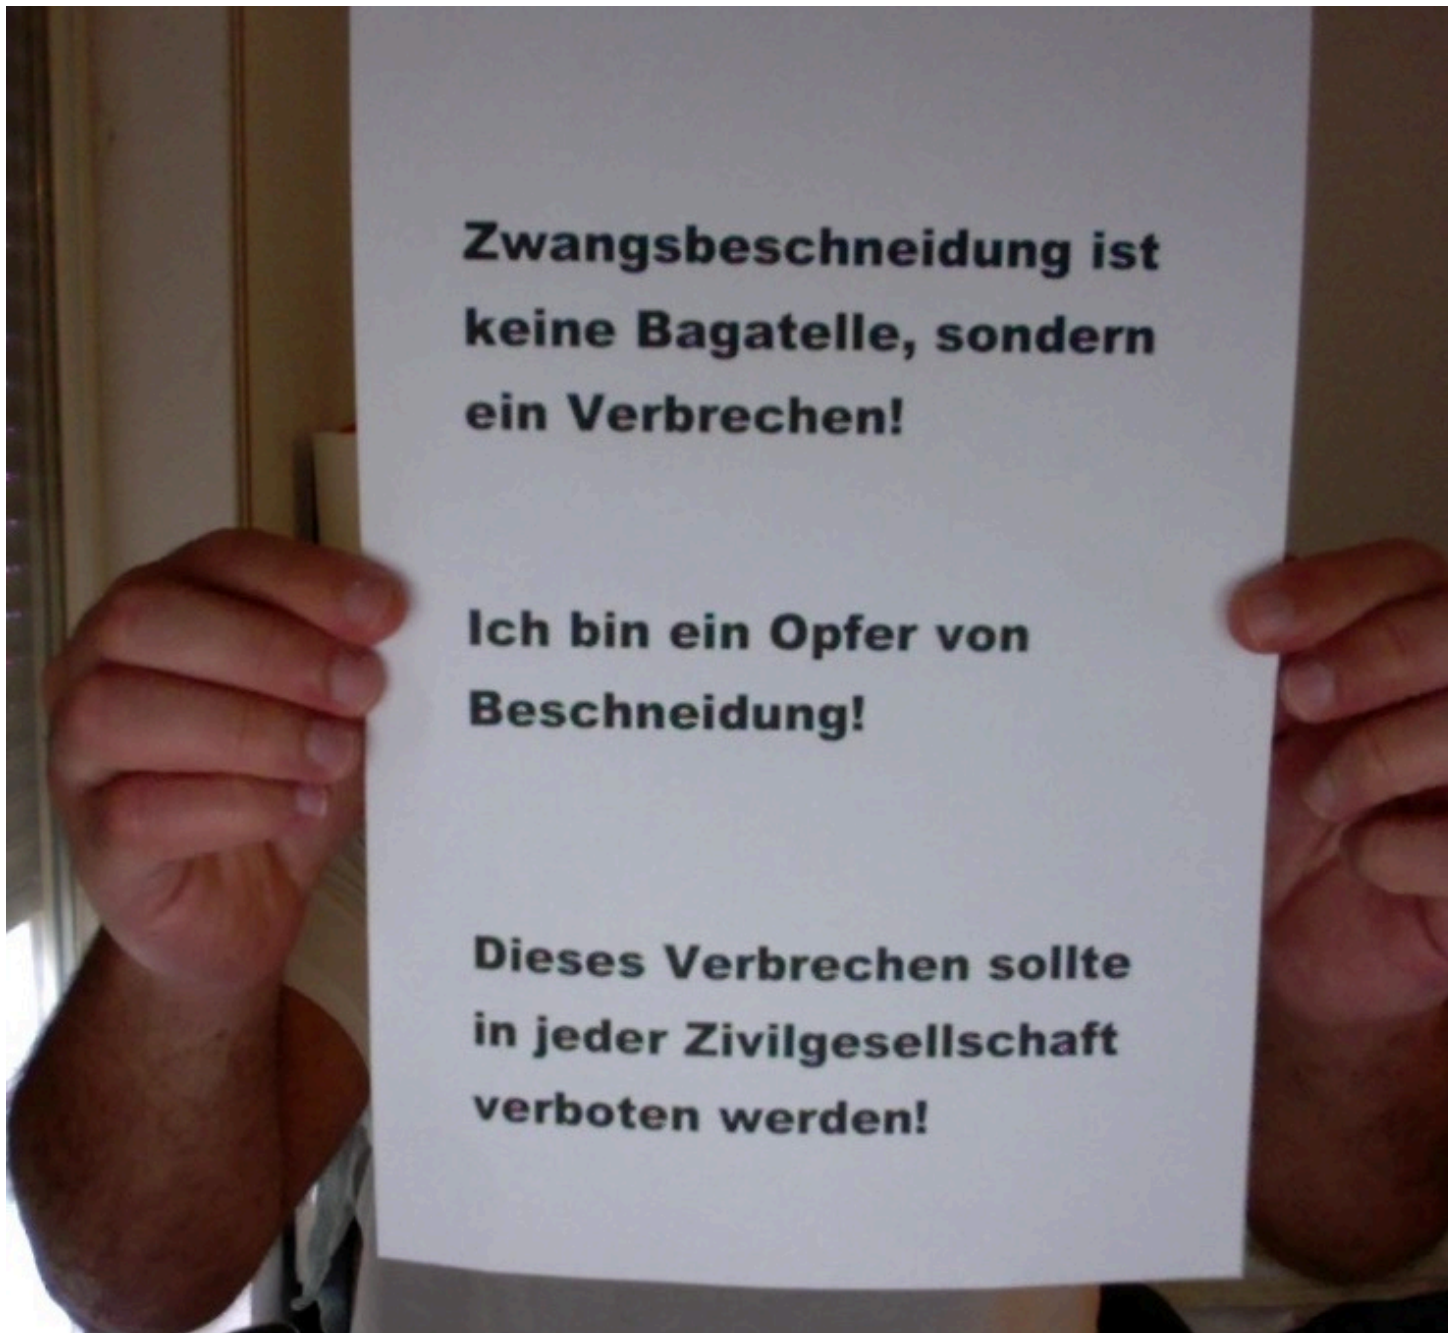 Zwangsbeschneidung ist
keine Bagatelle, sondern
ein Verbrechen!
Ich bin ein Opfer von
Beschneidung!
Dieses Verbrechen sollte
in jeder Zivilgesellschaft
verboten werden!